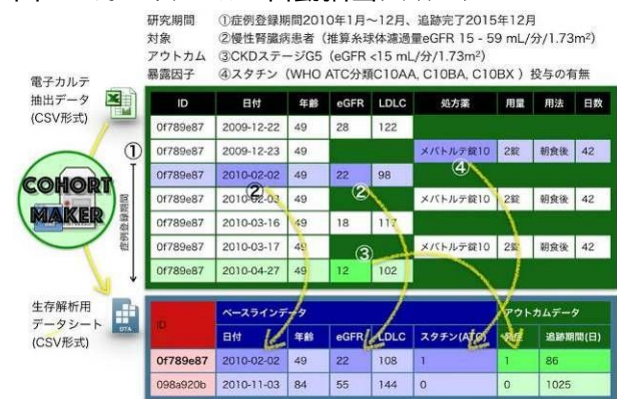 研究期間 ①症例登録期間2010年1月～12月、追跡完了2015年12月
対象 ②慢性腎臓病患者（推算糸球体濾過量eGFR 15 - 59 mL/分/1.73m²）
アウトカム ③CKDステージG5（eGFR <15 mL/分/1.73m²）
暴露因子 ④スタチン（WHO ATC分類C10AA, C10BA, C10BX ）投与の有無
電子カルテ
抽出データ
(CSV形式)
ID 日付 年齢 eGFR LDLC 処方薬 用量 用法 日数
0f789e87 2009-12-22 49 28 122
0f789e87 2009-12-23 49 メバトルテ錠10 2錠 朝食後 42
0f789e87 2010-02-02 49 22 98
0f789e87 2010-02-03 49 メバトルテ錠10 2錠 朝食後 42
0f789e87 2010-03-16 49 18 117
0f789e87 2010-03-17 49 メバトルテ錠10 2錠 朝食後 42
0f789e87 2010-04-27 49 12 102
①
②
②
③
④
COHORT
MAKER
症例登録期間
生存解析用
データシート
(CSV形式)
DTA
ID ベースラインデータ アウトカムデータ
日付 年齢 eGFR LDLC スタチン(ATC) 追跡期間(日)
0f789e87 2010-02-02 49 22 108 1 1 86
098a920b 2010-11-03 84 55 144 0 0 1025